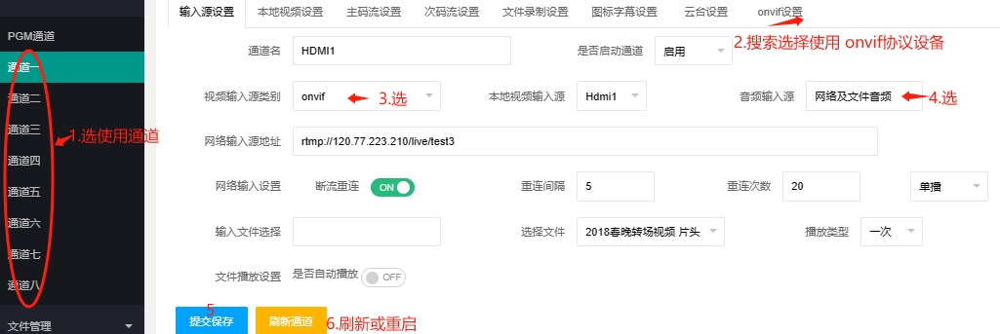 输入源设置 本地视频设置 主码流设置 次码流设置 文件录制设置 图标字幕设置 云台设置 onvif设置
PGM通道
通道一
通道二
通道三
通道四
通道五
通道六
通道七
通道八
文件管理
1.选使用通道
2.搜索选择使用 onvif协议设备
通道名 HDMI1 是否启动通道 启用
视频输入源类别 onvif 3.选 本地视频输入源 Hdmi1 音频输入源 网络及文件音频 4.选
网络输入源地址 rtmp://120.77.223.210/live/test3
网络输入设置 断流重连 ON 重连间隔 5 重连次数 20 单播
输入文件选择 选择文件 2018春晚转场视频 片头 播放类型 一次
文件播放设置 是否自动播放 OFF
5
提交保存 刷新通道 6.刷新或重启